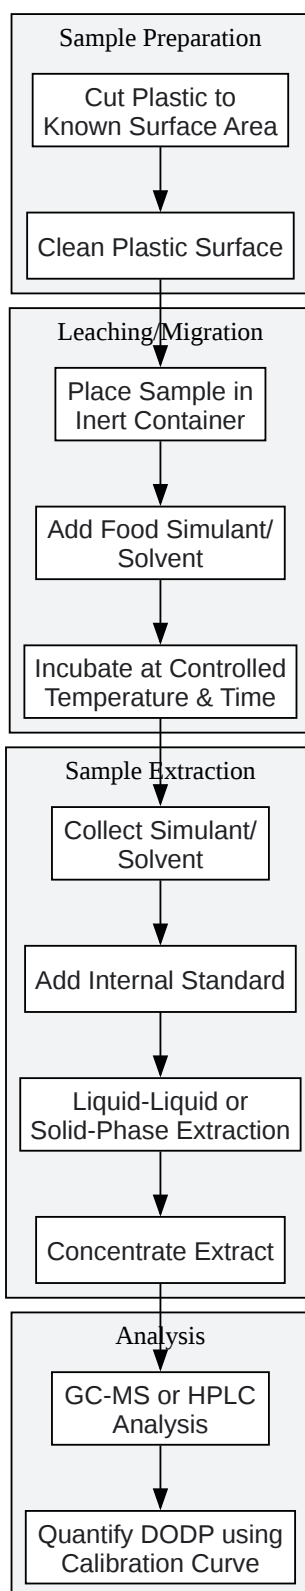 Sample Preparation
Cut Plastic to
Known Surface Area
Clean Plastic Surface
Leaching/Migration
Place Sample in
Inert Container
Add Food Simulant/
Solvent
Incubate at Controlled
Temperature & Time
Sample Extraction
Collect Simulant/
Solvent
Add Internal Standard
Liquid-Liquid or
Solid-Phase Extraction
Concentrate Extract
Analysis
GC-MS or HPLC
Analysis
Quantify DODP using
Calibration Curve